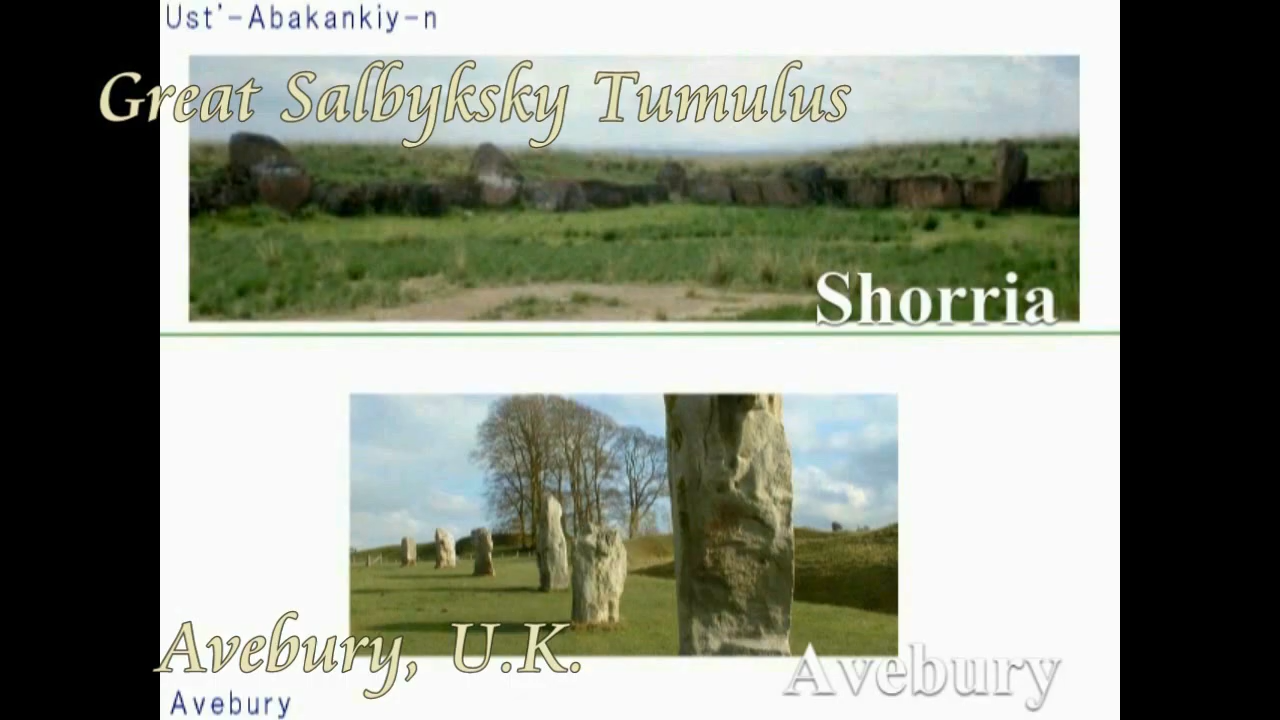 Ust'-Abakankiy-n
Great Salbyksky Tumulus
Shorria
Avebury, U.K.
Avebury
Avebury